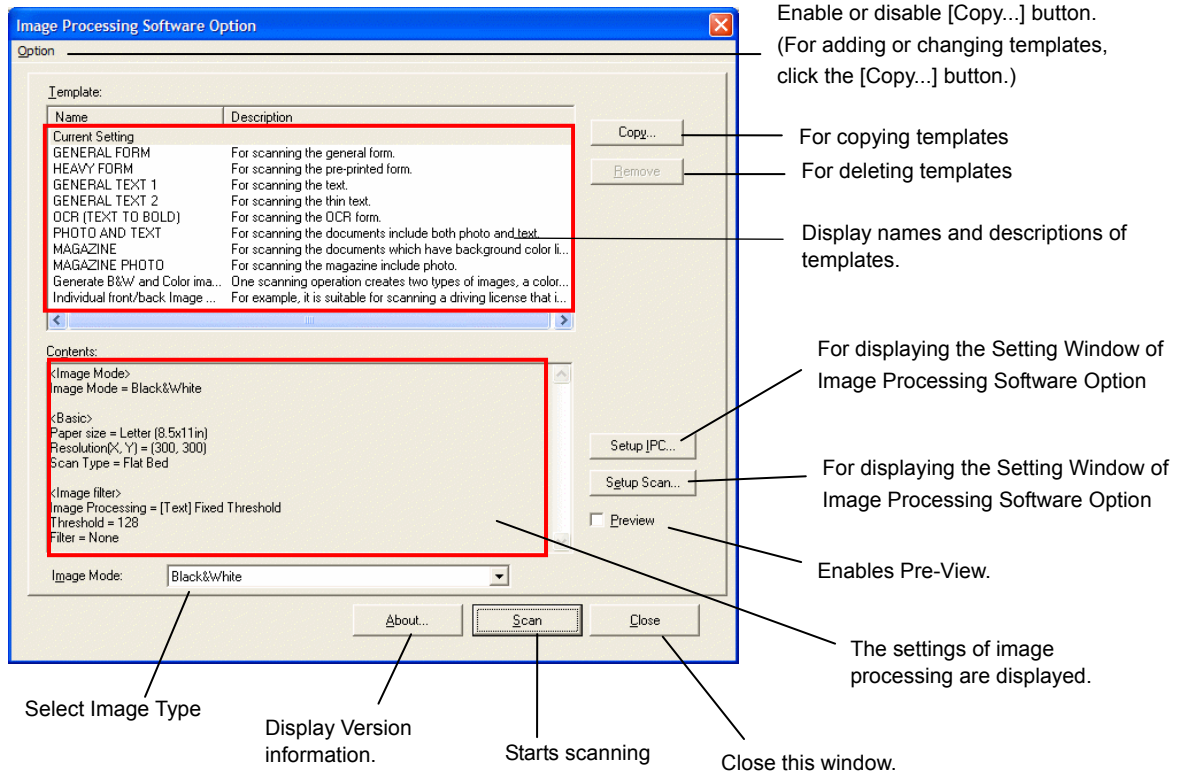 Enable or disable [Copy...] button.
(For adding or changing templates,
click the [Copy...] button.)
Image Processing Software Option
Option
Template:
Name Description
Current Setting
GENERAL FORM For scanning the general form.
HEAVY FORM For scanning the pre-printed form.
GENERAL TEXT 1 For scanning the text.
GENERAL TEXT 2 For scanning the thin text.
OCR (TEXT TO BOLD) For scanning the OCR form.
PHOTO AND TEXT For scanning the documents include both photo and text.
MAGAZINE For scanning the documents which have background color li...
MAGAZINE PHOTO For scanning the magazine include photo.
Generate B&W and Color ima... One scanning operation creates two types of images, a color...
Individual front/back Image ... For example, it is suitable for scanning a driving license that i...
Copy...
For copying templates
Remove
For deleting templates
Display names and descriptions of
templates.
Contents:
<Image Mode>
Image Mode = Black&White
<Basic>
Paper size = Letter (8.5x11in)
Resolution(X, Y) = (300, 300)
Scan Type = Flat Bed
<Image filter>
Image Processing = [Text] Fixed Threshold
Threshold = 128
Filter = None
For displaying the Setting Window of
Image Processing Software Option
Setup IPC...
Setup Scan...
For displaying the Setting Window of
Image Processing Software Option
Preview
Enables Pre-View.
Image Mode: Black&White
About... Scan Close
The settings of image
processing are displayed.
Select Image Type
Display Version
information.
Starts scanning
Close this window.